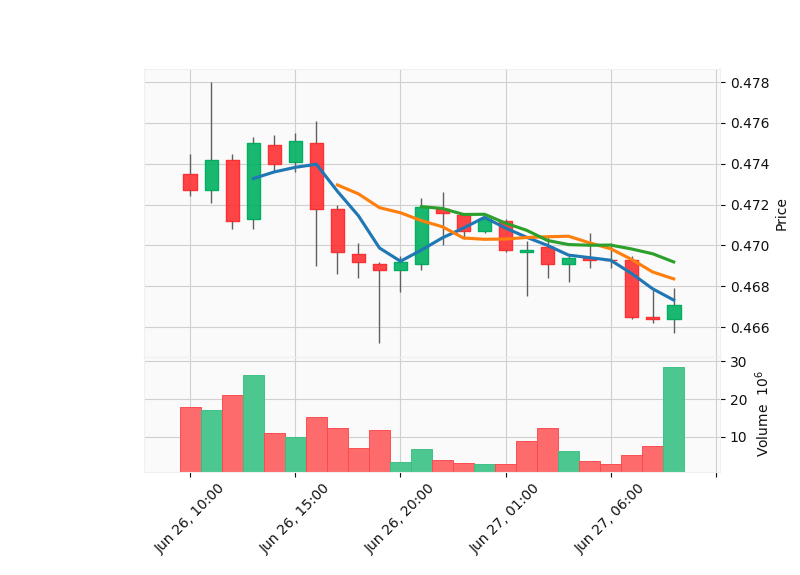 0.478
0.476
0.474
0.472
0.470
0.468
0.466
Price
30
20
10
Volume 10⁶
Jun 26, 10:00
Jun 26, 15:00
Jun 26, 20:00
Jun 27, 01:00
Jun 27, 06:00